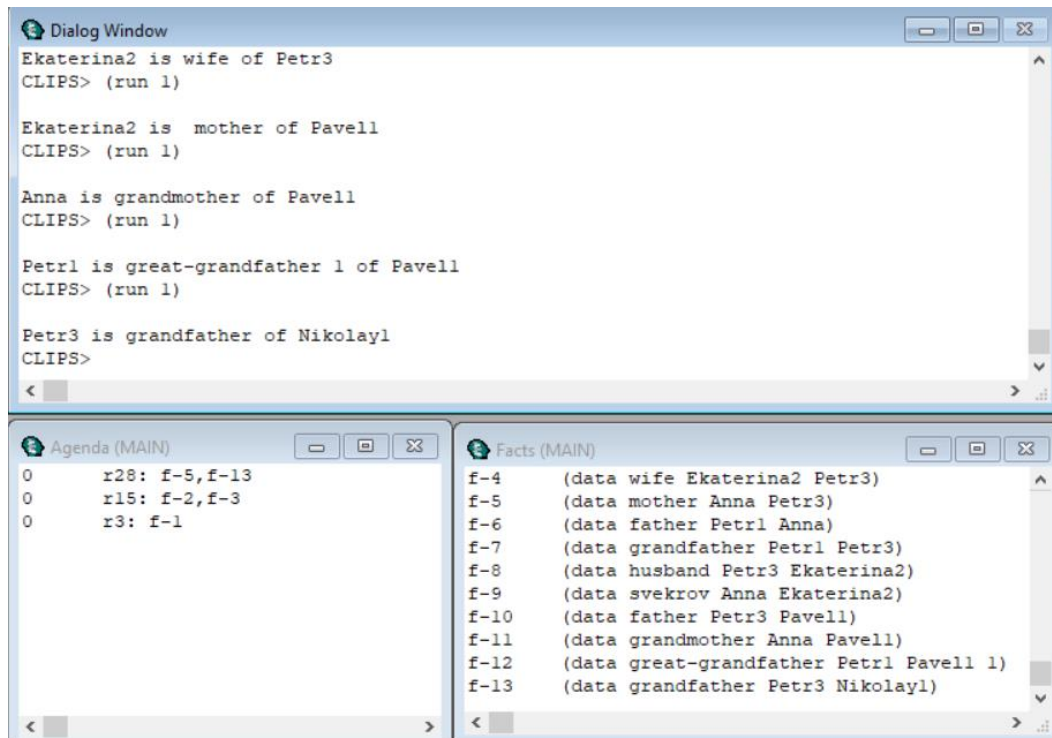 Dialog Window
Ekaterina2 is wife of Petr3
CLIPS> (run 1)
Ekaterina2 is  mother of Pavel1
CLIPS> (run 1)
Anna is grandmother of Pavel1
CLIPS> (run 1)
Petr1 is great-grandfather 1 of Pavel1
CLIPS> (run 1)
Petr3 is grandfather of Nikolay1
CLIPS>
Agenda (MAIN)
0 r28: f-5,f-13
0 r15: f-2,f-3
0 r3: f-1
Facts (MAIN)
f-4 (data wife Ekaterina2 Petr3)
f-5 (data mother Anna Petr3)
f-6 (data father Petr1 Anna)
f-7 (data grandfather Petr1 Petr3)
f-8 (data husband Petr3 Ekaterina2)
f-9 (data svekrov Anna Ekaterina2)
f-10 (data father Petr3 Pavel1)
f-11 (data grandmother Anna Pavel1)
f-12 (data great-grandfather Petr1 Pavel1 1)
f-13 (data grandfather Petr3 Nikolay1)